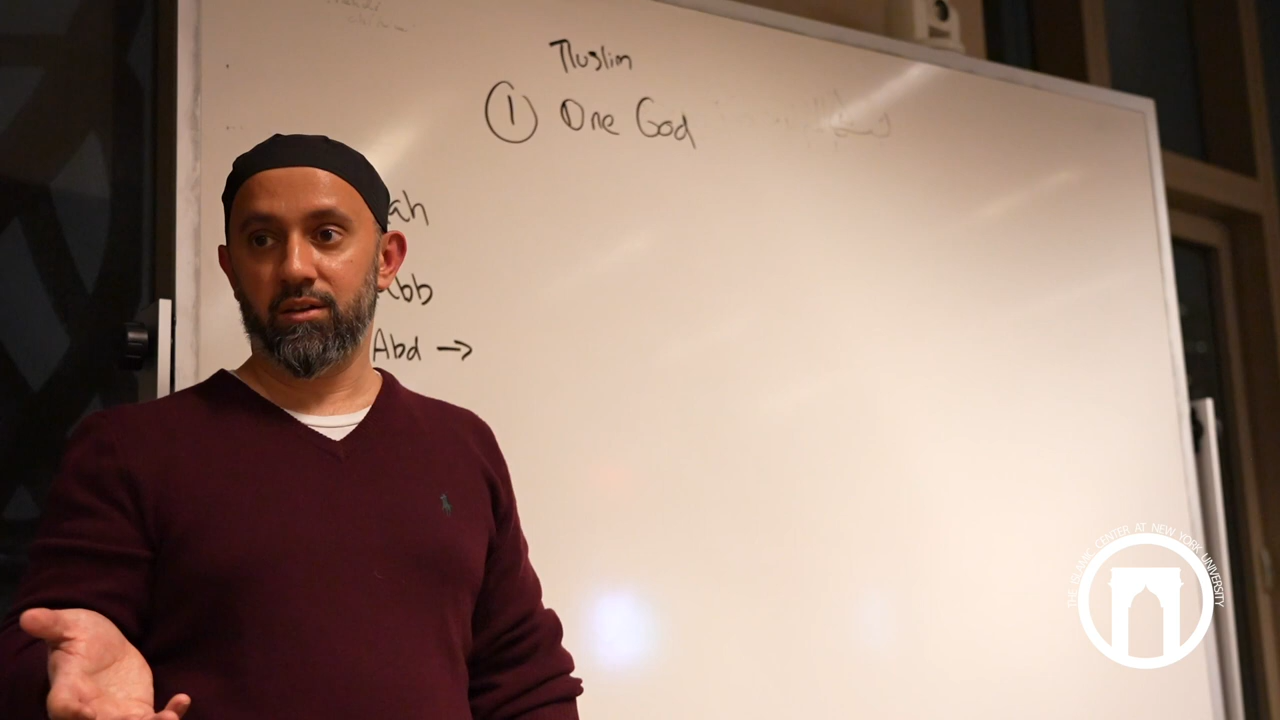 Muslim
① One God
ah
bb
Abd →
THE ISLAMIC CENTER AT NEW YORK UNIVERSITY